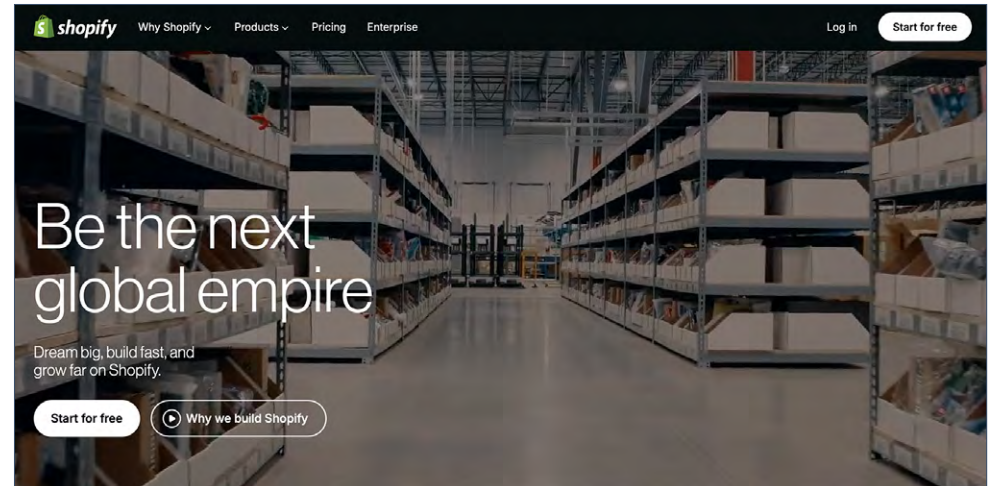 shopify
Why Shopify
Products
Pricing
Enterprise
Log in
Start for free
Be the next
global empire
Dream big, build fast, and
grow far on Shopify.
Start for free
Why we build Shopify